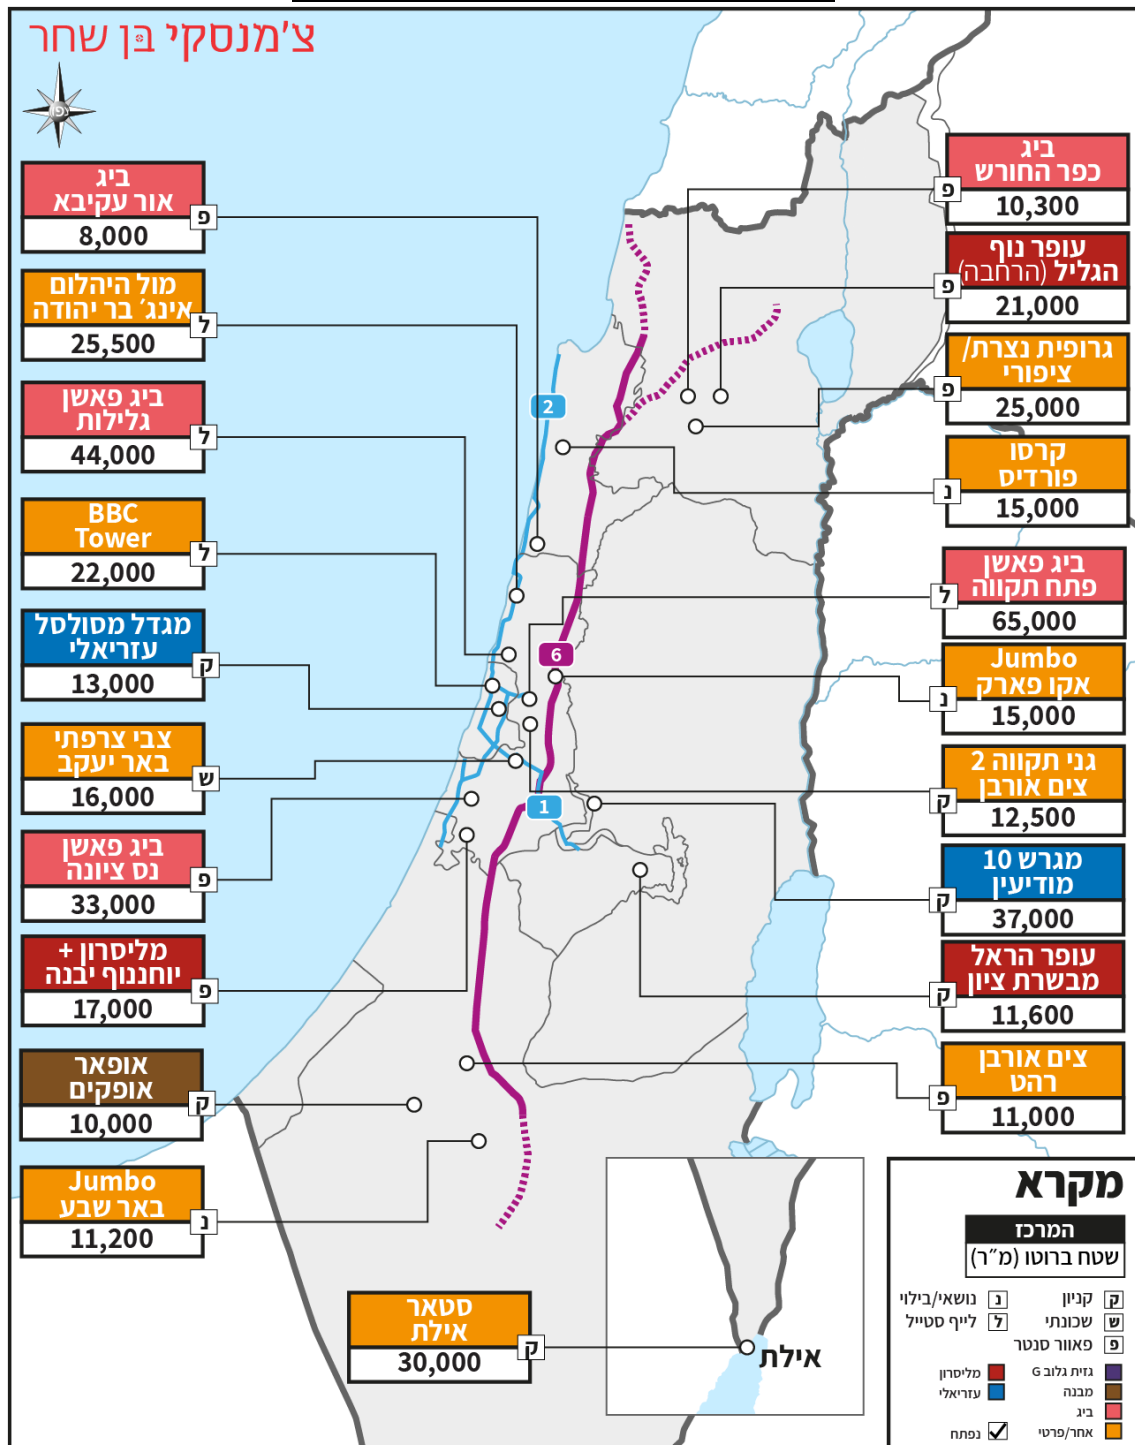 צ'מנסקי בן שחר
ביג
אור עקיבא
פ
8,000
מול היהלום
אינג' בר יהודה
ל
25,500
ביג פאשן
גלילות
ל
44,000
BBC
Tower
ל
22,000
מגדל מסולסל
עזריאלי
ק
13,000
צבי צרפתי
באר יעקב
ש
16,000
ביג פאשן
נס ציונה
פ
33,000
מליסרון +
יוחננוף יבנה
פ
17,000
אופאר
אופקים
ק
10,000
Jumbo
באר שבע
נ
11,200
סטאר
אילת
ק
30,000
2
6
1
אילת
ביג
כפר החורש
פ
10,300
עופר נוף
הגליל (הרחבה)
פ
21,000
גרופית נצרת/
ציפורי
פ
25,000
קרסו
פורדיס
נ
15,000
ביג פאשן
פתח תקווה
ל
65,000
Jumbo
אקו פארק
נ
15,000
גני תקווה 2
צים אורבן
ק
12,500
מגרש 10
מודיעין
ק
37,000
עופר הראל
מבשרת ציון
ק
11,600
צים אורבן
רהט
פ
11,000
מקרא
המרכז
שטח ברוטו (מ״ר)
ק קניון
נ נושאי/בילוי
ש שכונתי
ל לייף סטייל
פ פאוור סנטר
גזית גלוב G
מליסרון
מבנה
עזריאלי
ביג
אחר/פרטי
נפתח